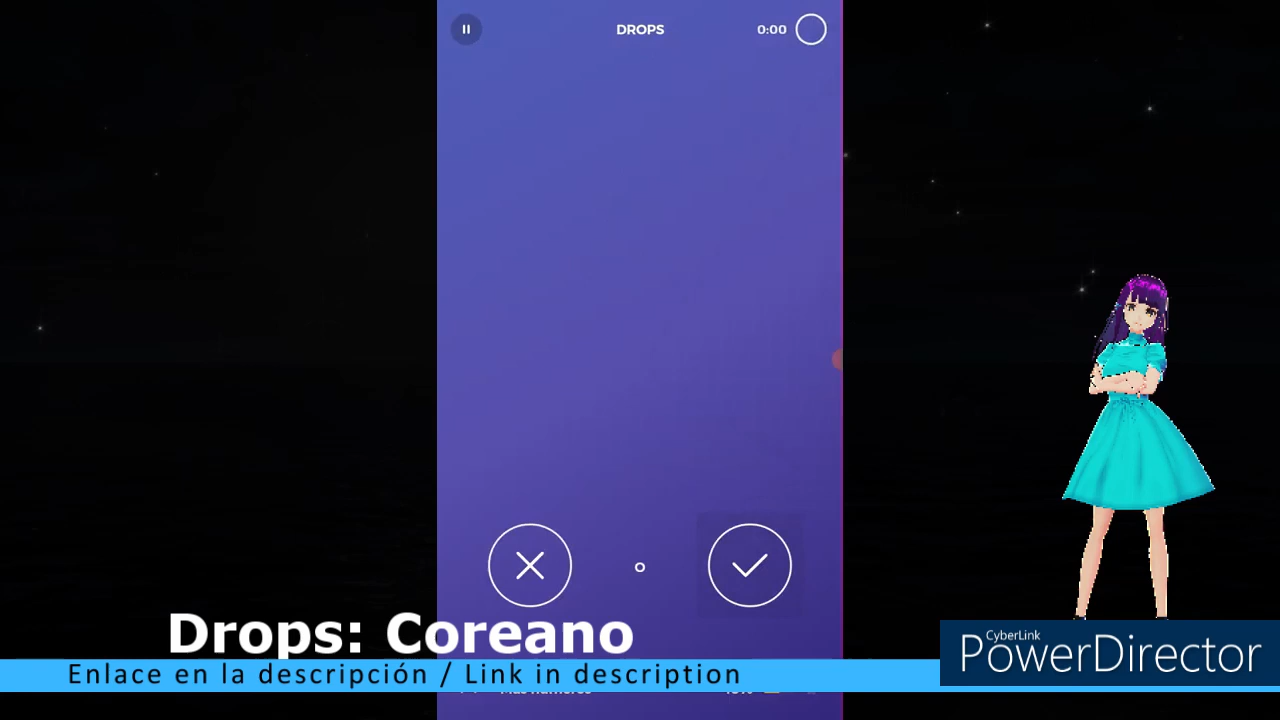 DROPS
0:00
o
Drops: Coreano
Enlace en la descripción / Link in description
CyberLink
PowerDirector